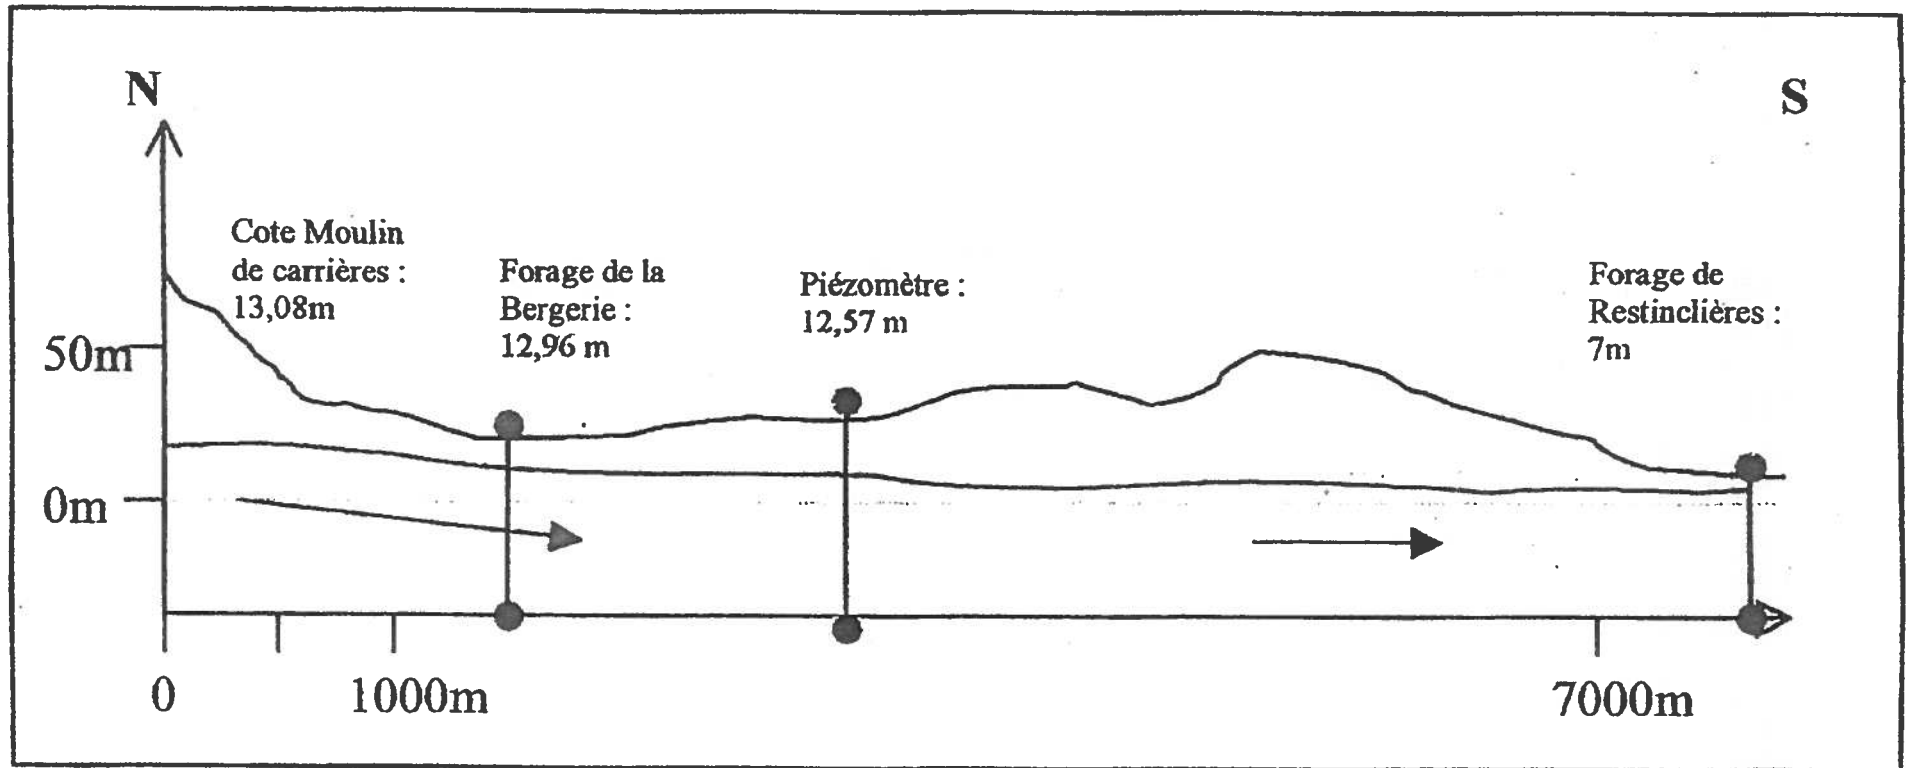 N
S
Cote Moulin
de carrières :
13,08m
Forage de la
Bergerie :
12,96 m
Piézomètre :
12,57 m
Forage de
Restinclières :
7m
50m
0m
0
1000m
7000m